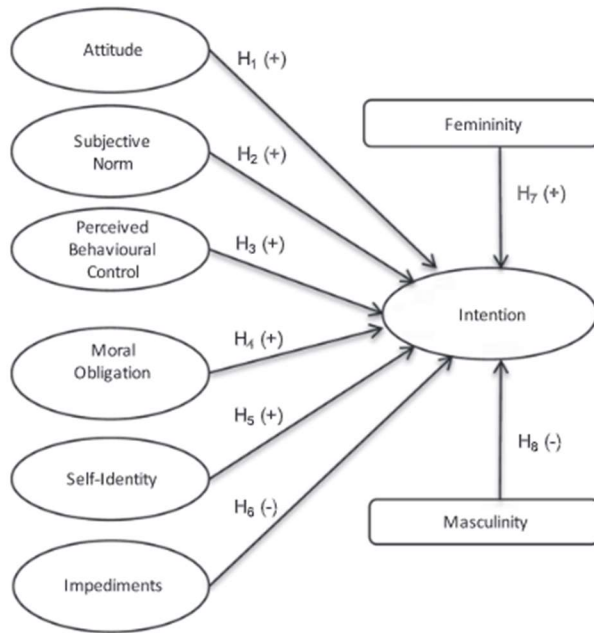 Attitude
H₁ (+)
Subjective
Norm
H₂ (+)
Perceived
Behavioural
Control
H₃ (+)
Moral
Obligation
H₄ (+)
Self-Identity
H₅ (+)
Impediments
H₆ (-)
Femininity
H₇ (+)
Intention
H₈ (-)
Masculinity